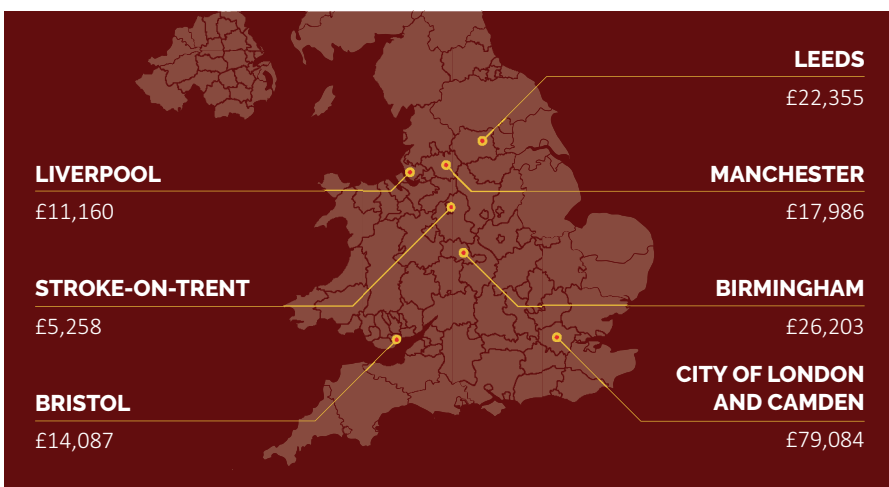 LEEDS
£22,355
LIVERPOOL
£11,160
MANCHESTER
£17,986
STROKE-ON-TRENT
£5,258
BIRMINGHAM
£26,203
BRISTOL
£14,087
CITY OF LONDON
AND CAMDEN
£79,084